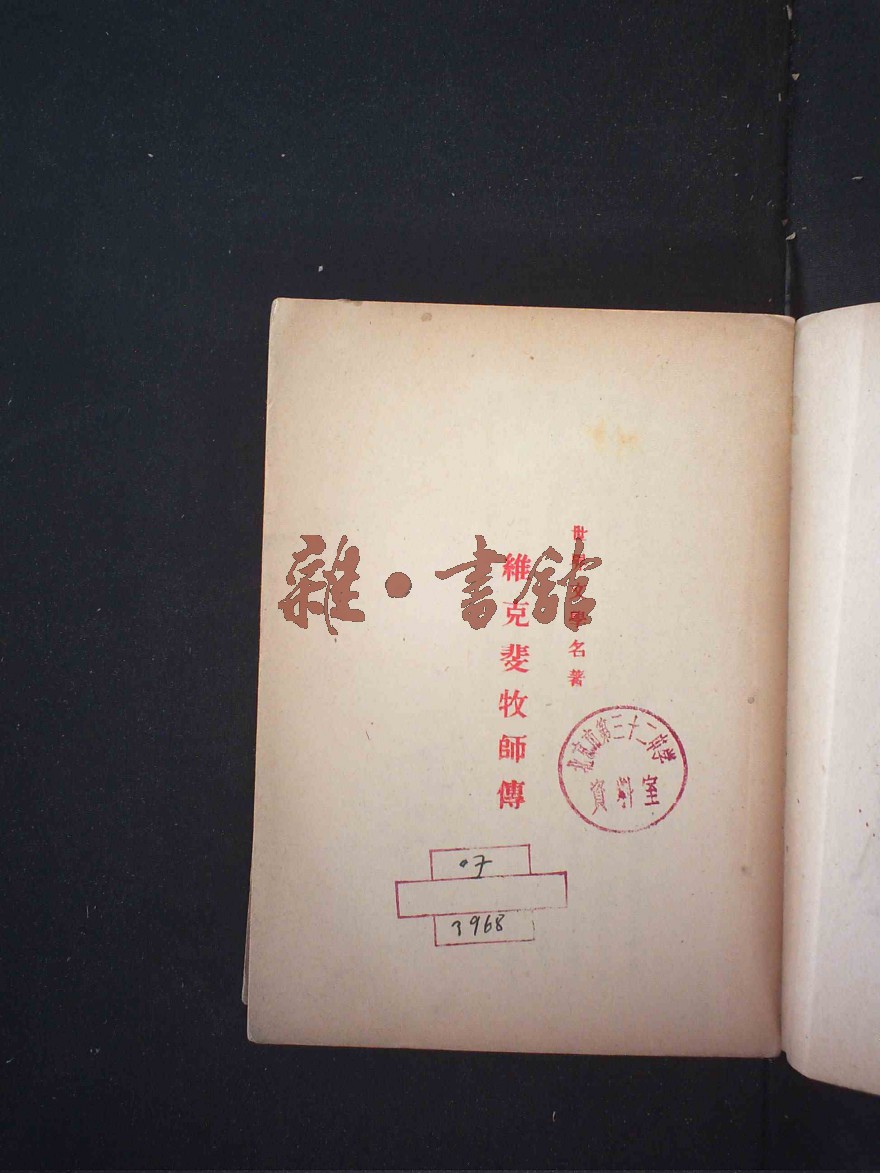 世界文學名著
維克斐牧師傳
雜·書館
北京市第三十二中學
資料室
3968